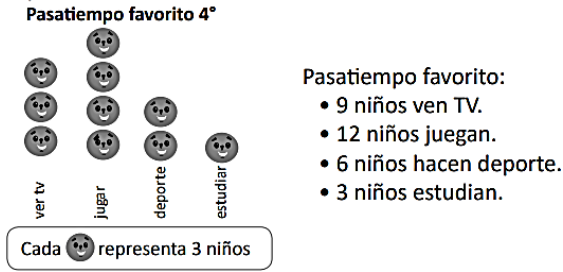 Pasatiempo favorito 4°
ver tv
jugar
deporte
estudiar
Cada representa 3 niños
Pasatiempo favorito:
• 9 niños ven TV.
• 12 niños juegan.
• 6 niños hacen deporte.
• 3 niños estudian.